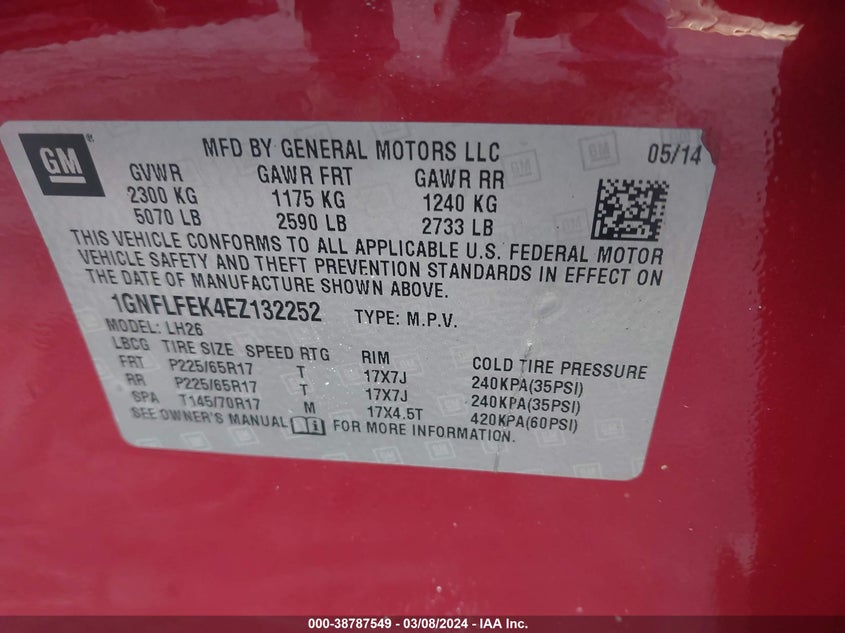 GM
MFD BY GENERAL MOTORS LLC 05/14
GVWR GAWR FRT GAWR RR
2300 KG 1175 KG 1240 KG
5070 LB 2590 LB 2733 LB
THIS VEHICLE CONFORMS TO ALL APPLICABLE U.S. FEDERAL MOTOR
VEHICLE SAFETY AND THEFT PREVENTION STANDARDS IN EFFECT ON
THE DATE OF MANUFACTURE SHOWN ABOVE.
1GNFLFEK4EZ132252 TYPE: M.P.V.
MODEL: LH26
LBCG TIRE SIZE SPEED RTG RIM COLD TIRE PRESSURE
FRT P225/65R17 T 17X7J 240KPA(35PSI)
RR P225/65R17 T 17X7J 240KPA(35PSI)
SPA T145/70R17 M 17X4.5T 420KPA(60PSI)
SEE OWNER'S MANUAL FOR MORE INFORMATION.
000-38787549 - 03/08/2024 - IAA Inc.